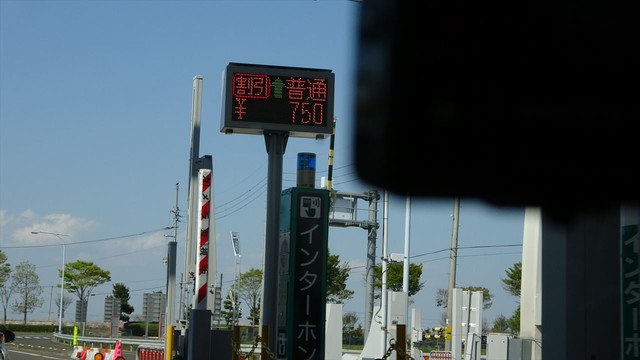 割引 ↑ 普通
¥ 750
インターホン